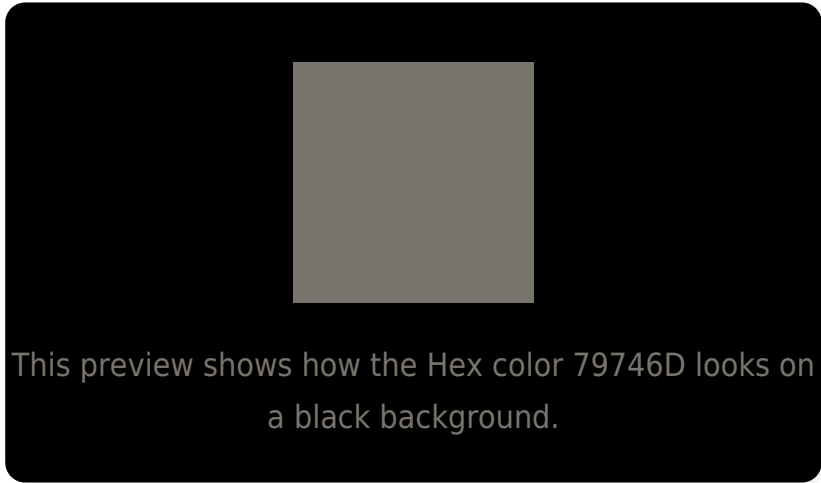 This preview shows how the Hex color 79746D looks on
a black background.